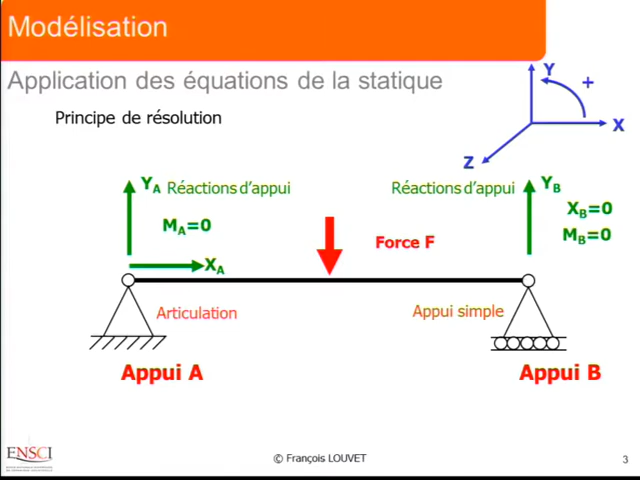 Modélisation
Application des équations de la statique
Principe de résolution
Y
+
X
Z
YA Réactions d'appui
MA=0
XA
Réactions d'appui YB
XB=0
MB=0
Force F
Articulation
Appui simple
Appui A
Appui B
ENSCI
© François LOUVET
3